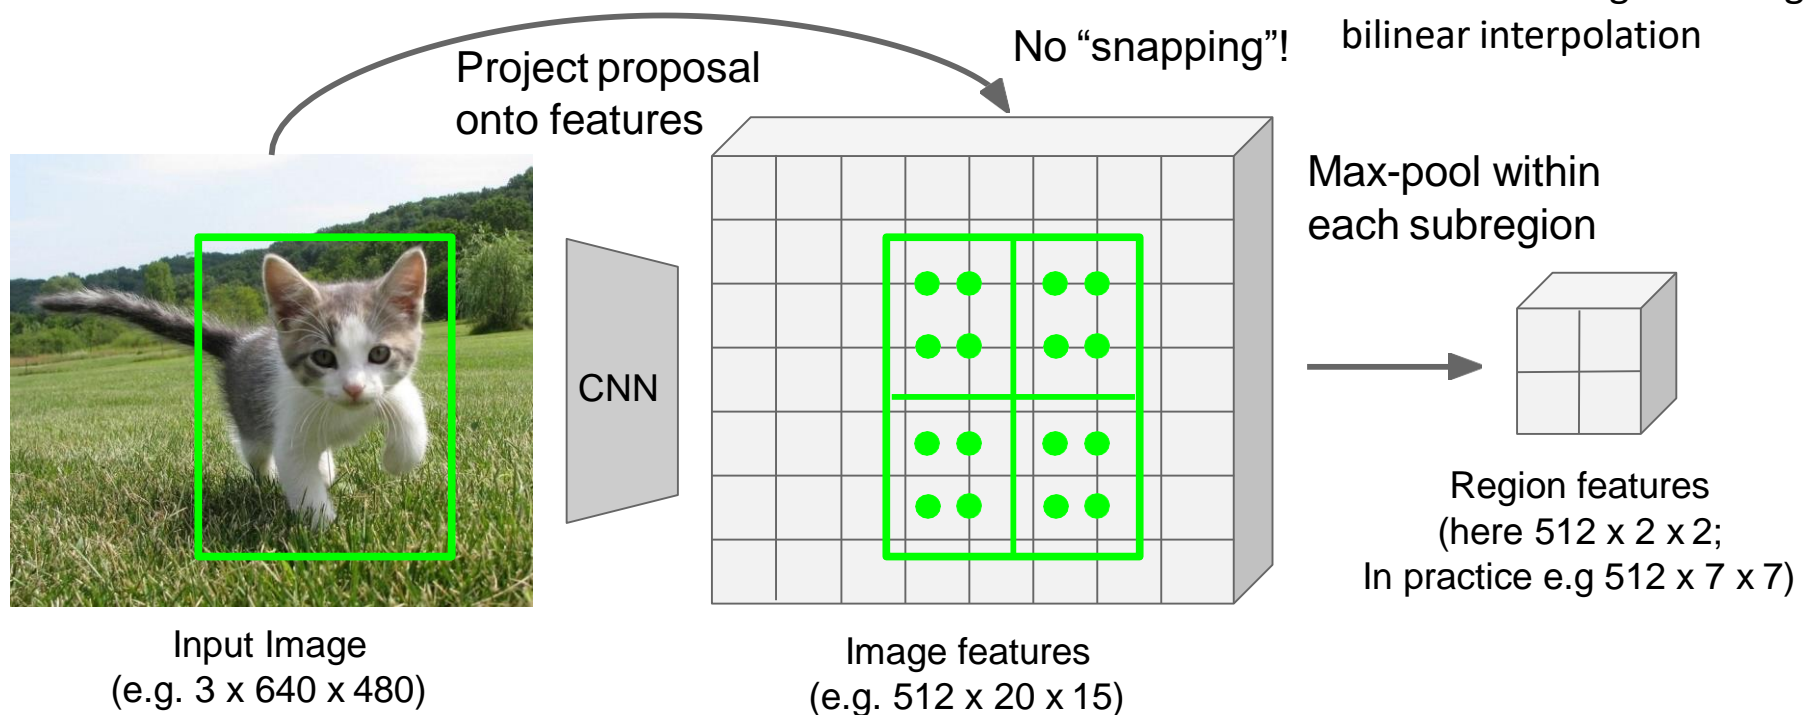 No “snapping”!
bilinear interpolation
Project proposal
onto features
Max-pool within
each subregion
CNN
Region features
(here 512 x 2 x 2;
In practice e.g 512 x 7 x 7)
Input Image
(e.g. 3 x 640 x 480)
Image features
(e.g. 512 x 20 x 15)